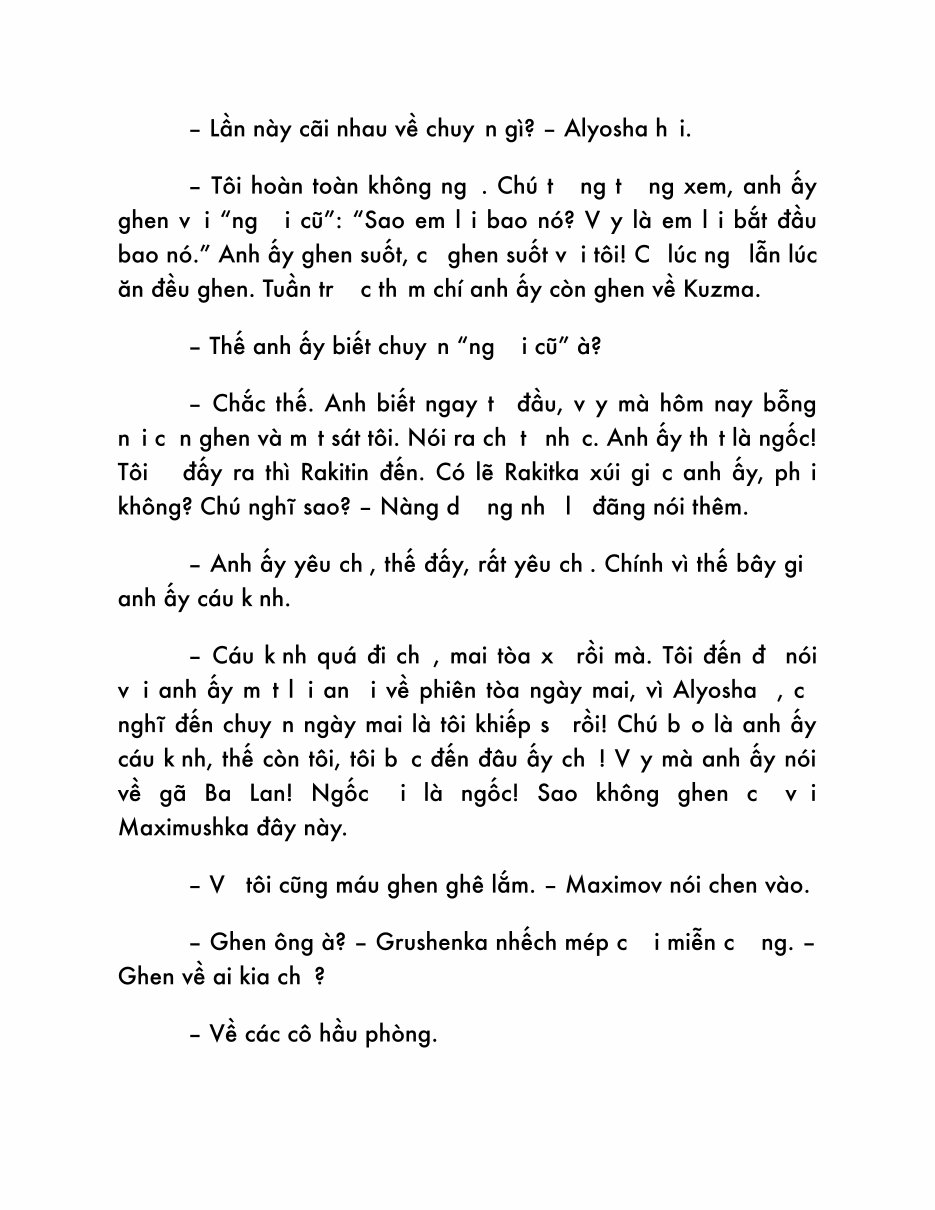 – Lần này cãi nhau về chuy n gì? – Alyosha h i.
– Tôi hoàn toàn không ng . Chú t ng t ng xem, anh ấy
ghen v i “ng i cũ”: “Sao em l i bao nó? V y là em l i bắt đầu
bao nó.” Anh ấy ghen suốt, c ghen suốt v i tôi! C lúc ng lẫn lúc
ăn đều ghen. Tuần tr c th m chí anh ấy còn ghen về Kuzma.
– Thế anh ấy biết chuy n “ng i cũ” à?
– Chắc thế. Anh biết ngay t đầu, v y mà hôm nay bỗng
n i c n ghen và m t sát tôi. Nói ra ch t nh c. Anh ấy th t là ngốc!
Tôi đấy ra thì Rakitin đến. Có lẽ Rakitka xúi gi c anh ấy, ph i
không? Chú nghĩ sao? – Nàng d ng nh l đãng nói thêm.
– Anh ấy yêu ch , thế đấy, rất yêu ch . Chính vì thế bây gi
anh ấy cáu k nh.
– Cáu k nh quá đi ch , mai tòa x rồi mà. Tôi đến đ nói
v i anh ấy m t l i an i về phiên tòa ngày mai, vì Alyosha , c
nghĩ đến chuy n ngày mai là tôi khiếp s rồi! Chú b o là anh ấy
cáu k nh, thế còn tôi, tôi b c đến đâu ấy ch ! V y mà anh ấy nói
về gã Ba Lan! Ngốc i là ngốc! Sao không ghen c v i
Maximushka đây này.
– V tôi cũng máu ghen ghê lắm. – Maximov nói chen vào.
– Ghen ông à? – Grushenka nhếch mép c i miễn c ng. –
Ghen về ai kia ch ?
– Về các cô hầu phòng.